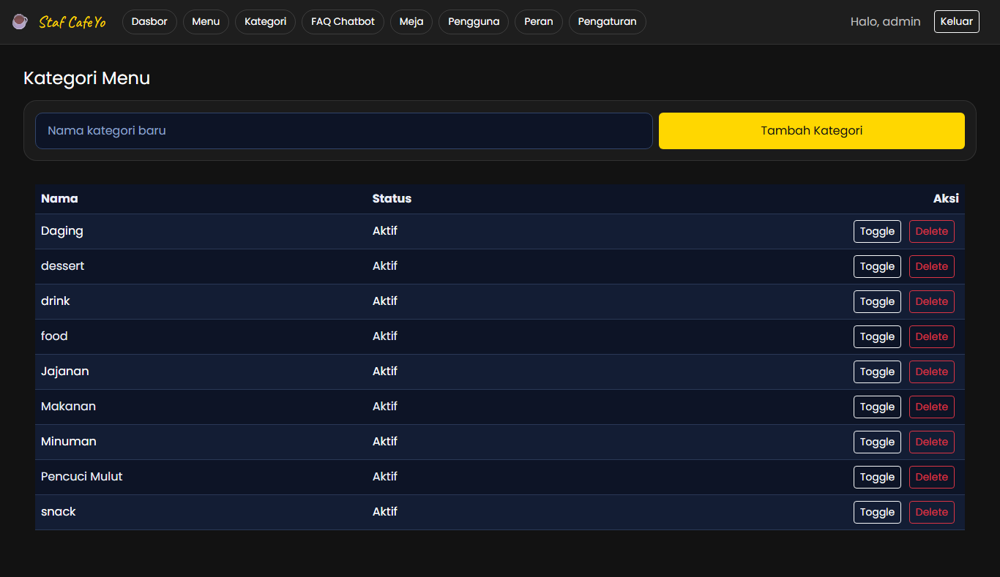 Staf CafeYo Dasbor Menu Kategori FAQ Chatbot Meja Pengguna Peran Pengaturan Halo, admin Keluar
Kategori Menu
Nama kategori baru Tambah Kategori
Nama Status Aksi
Daging Aktif Toggle Delete
dessert Aktif Toggle Delete
drink Aktif Toggle Delete
food Aktif Toggle Delete
Jajanan Aktif Toggle Delete
Makanan Aktif Toggle Delete
Minuman Aktif Toggle Delete
Pencuci Mulut Aktif Toggle Delete
snack Aktif Toggle Delete